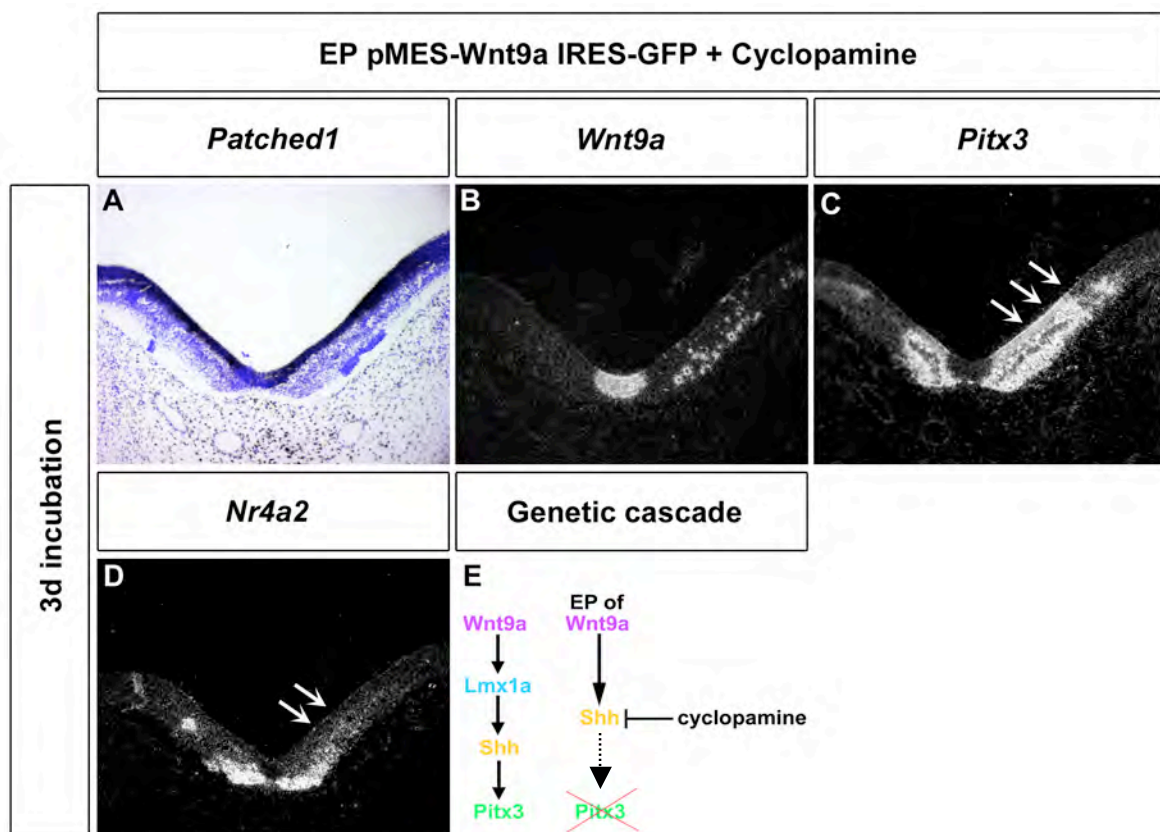 EP pMES-Wnt9a IRES-GFP + Cyclopamine
Patched1
Wnt9a
Pitx3
3d incubation
A
B
C
Nr4a2
Genetic cascade
D
E
Wnt9a
Lmx1a
Shh
Pitx3
EP of
Wnt9a
Shh
cyclopamine
Pitx3